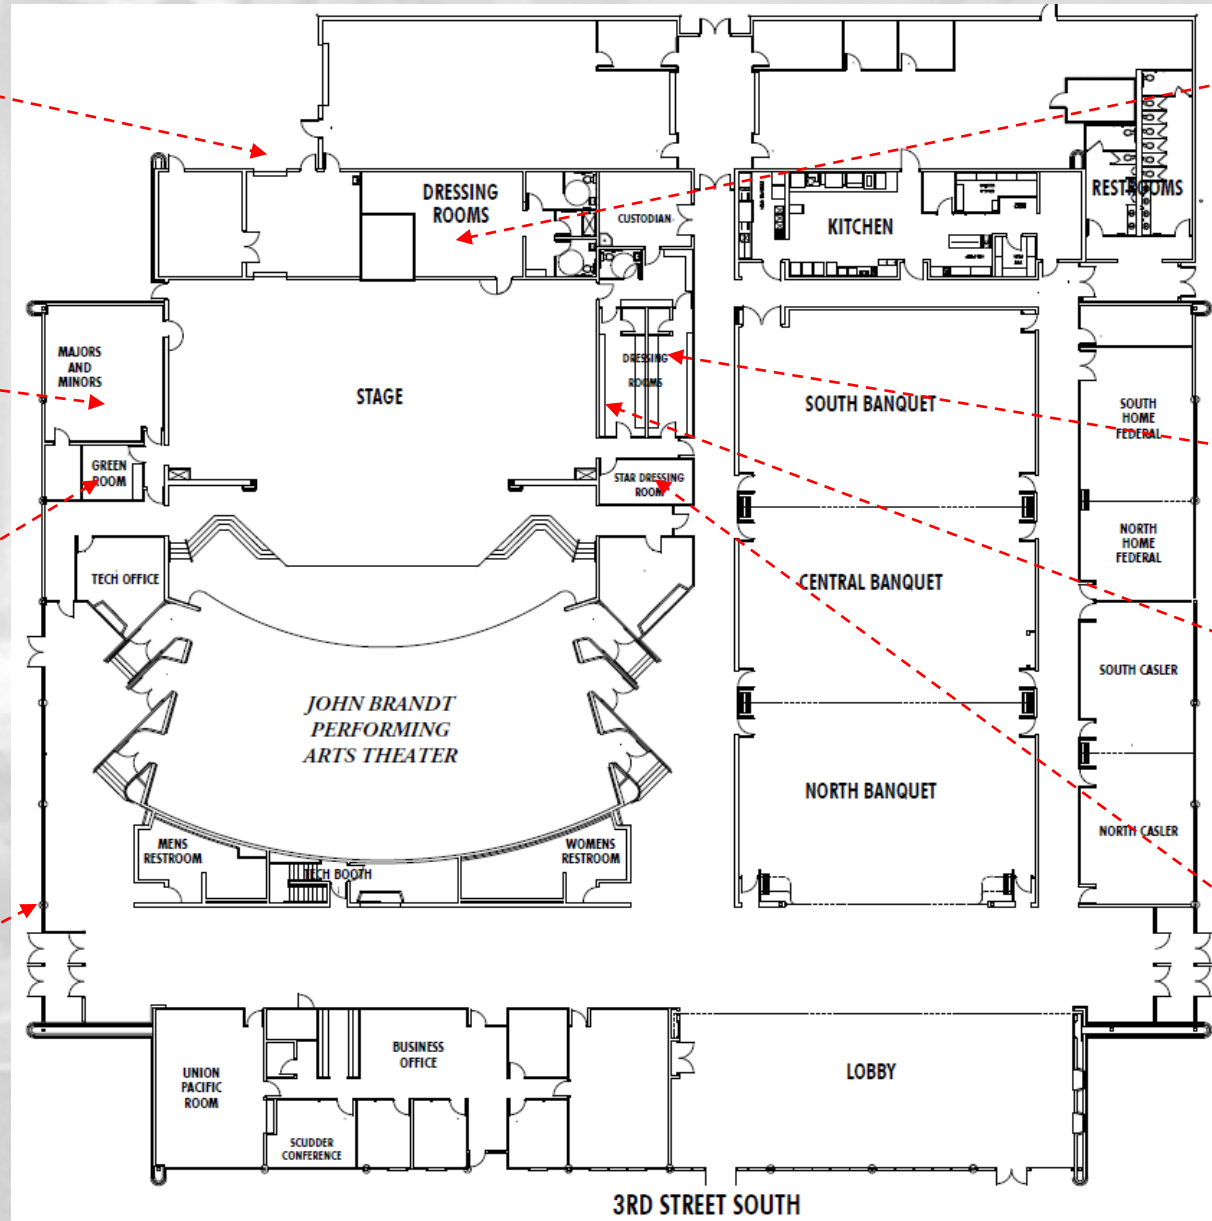 DRESSING
ROOMS
CUSTODIAN
KITCHEN
RESTROOMS
MAJORS
AND
MINORS
STAGE
DRESSING
ROOMS
SOUTH BANQUET
SOUTH
HOME
FEDERAL
GREEN
ROOM
STAR DRESSING
ROOM
NORTH
HOME
FEDERAL
TECH OFFICE
CENTRAL BANQUET
SOUTH CASLER
JOHN BRANDT
PERFORMING
ARTS THEATER
NORTH BANQUET
NORTH CASLER
MENS
RESTROOM
WOMENS
RESTROOM
TECH BOOTH
UNION
PACIFIC
ROOM
BUSINESS
OFFICE
LOBBY
SCUDDER
CONFERENCE
3RD STREET SOUTH